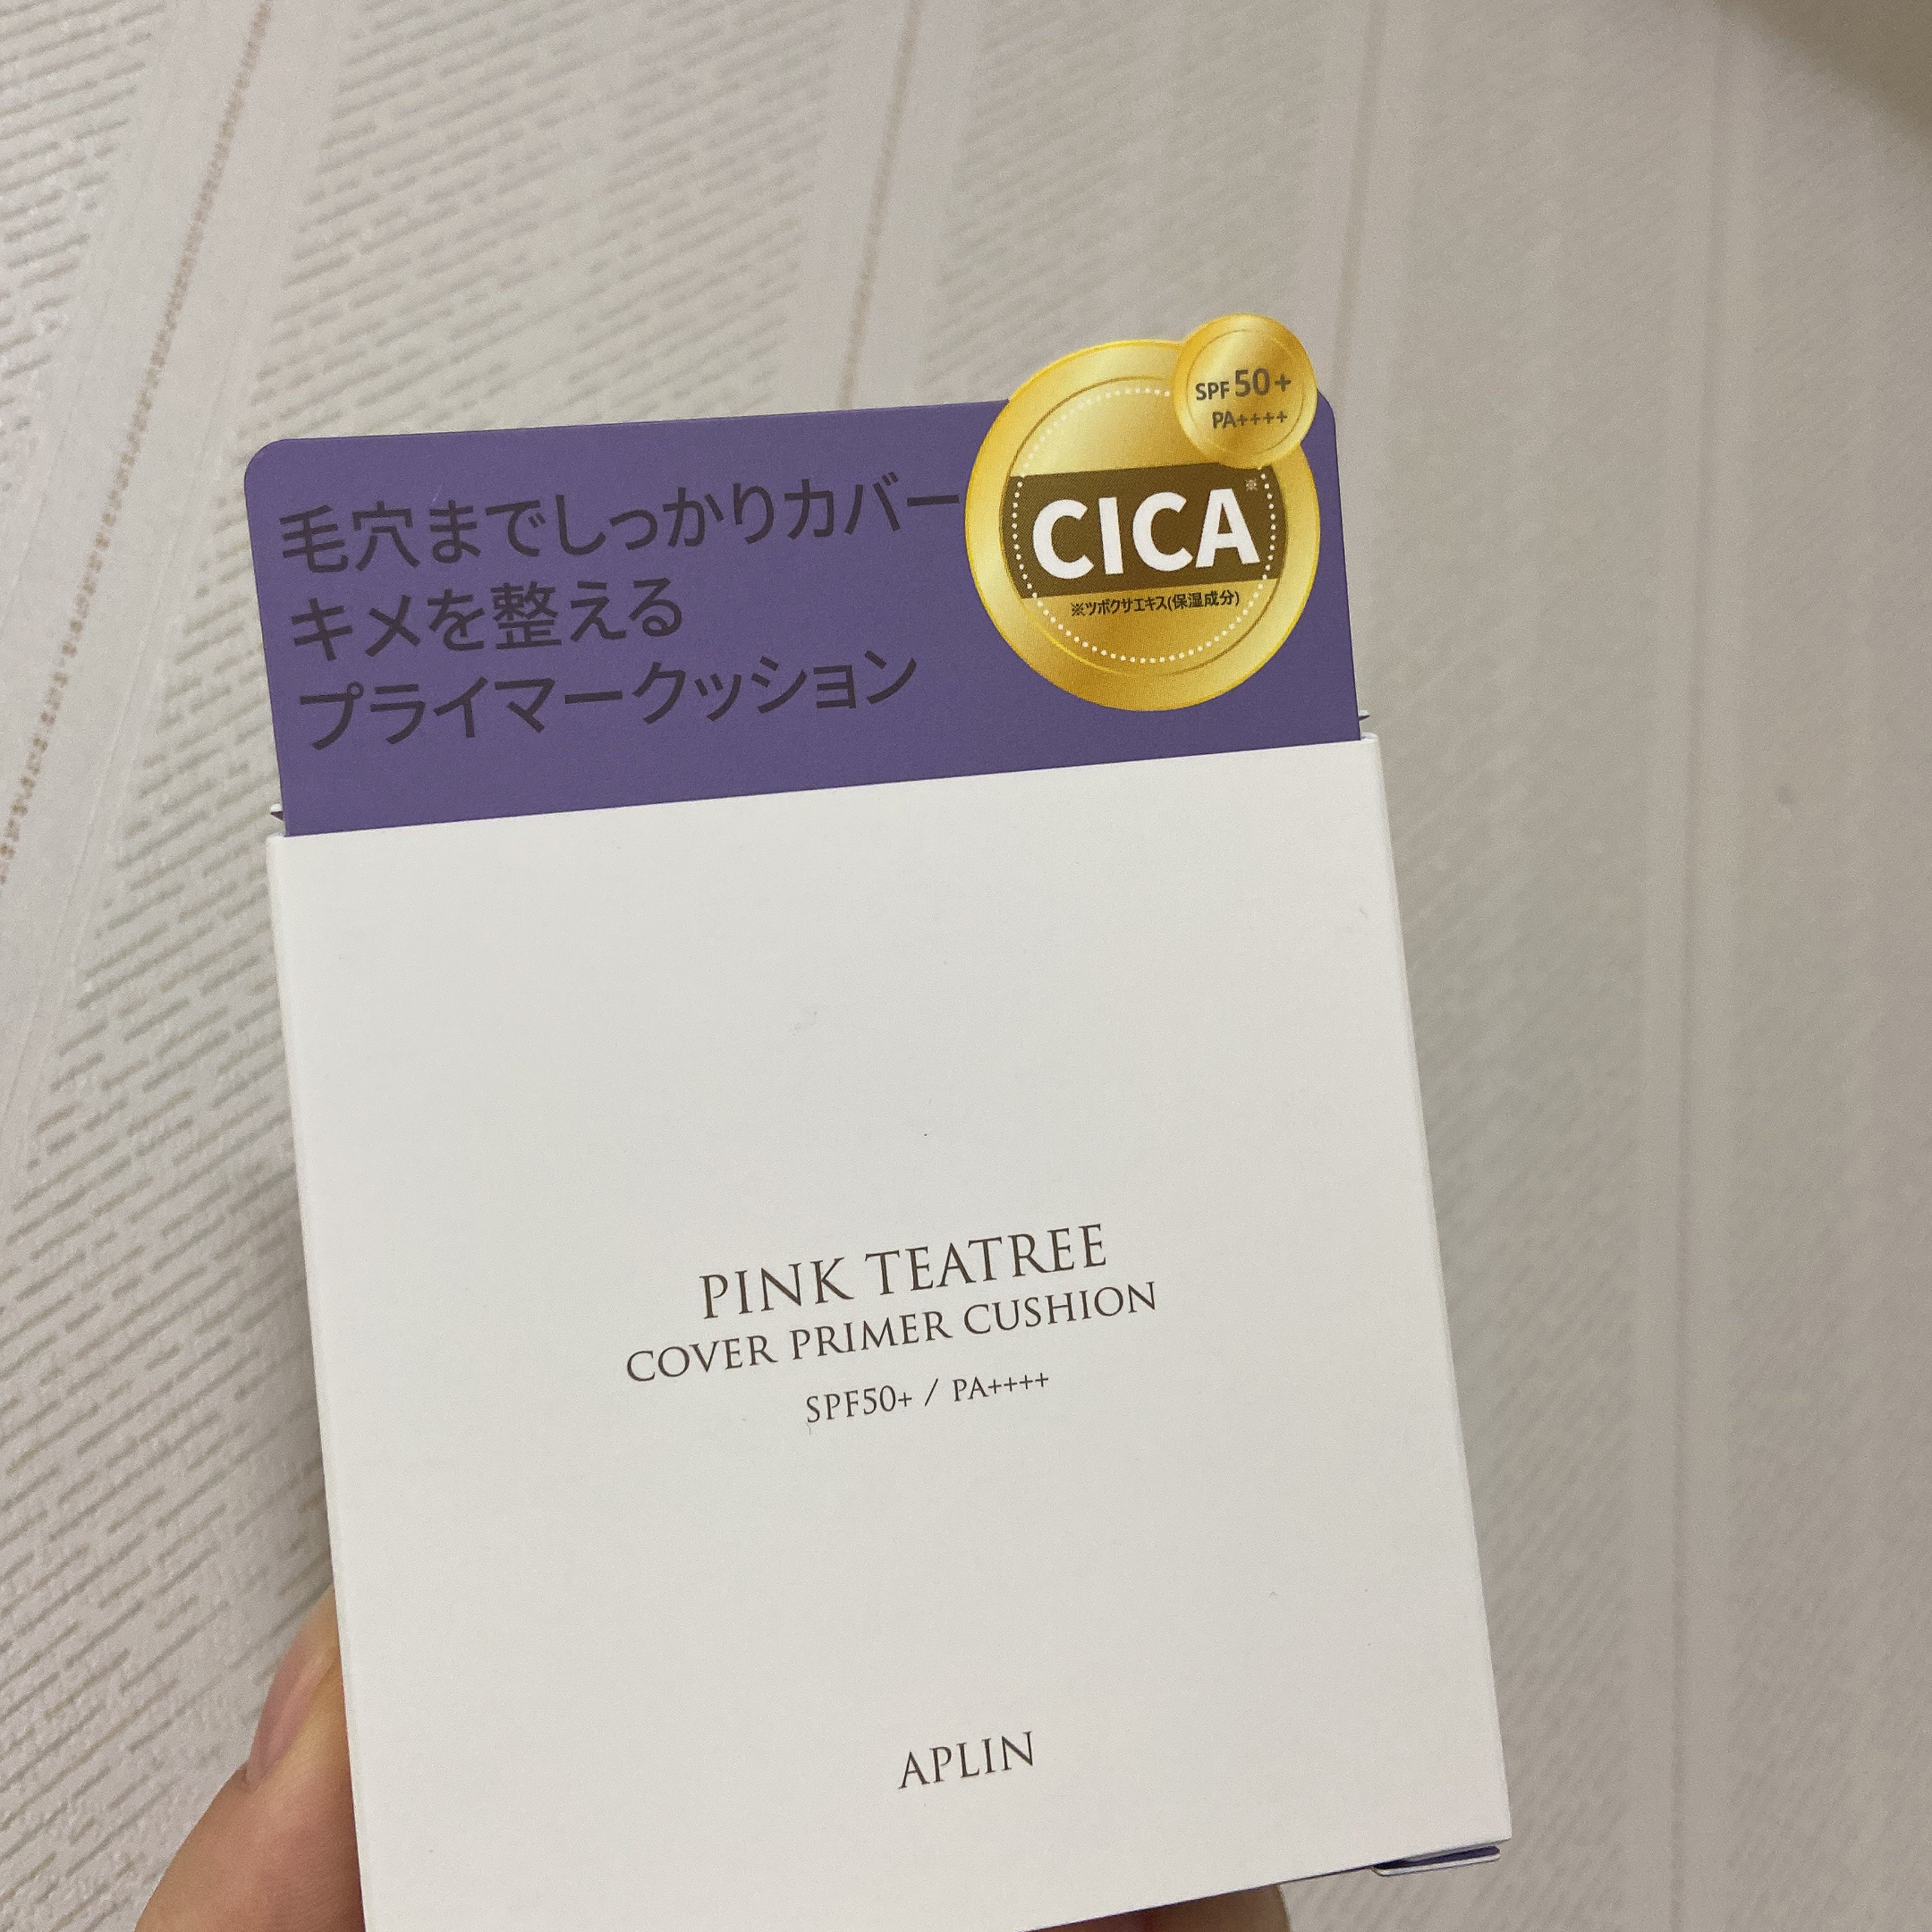 毛穴までしっかりカバー
キメを整える
プライマークッション
SPF 50+
PA++++
CICA※
※ツボクサエキス(保湿成分)
PINK TEATREE
COVER PRIMER CUSHION
SPF50+ / PA++++
APLIN